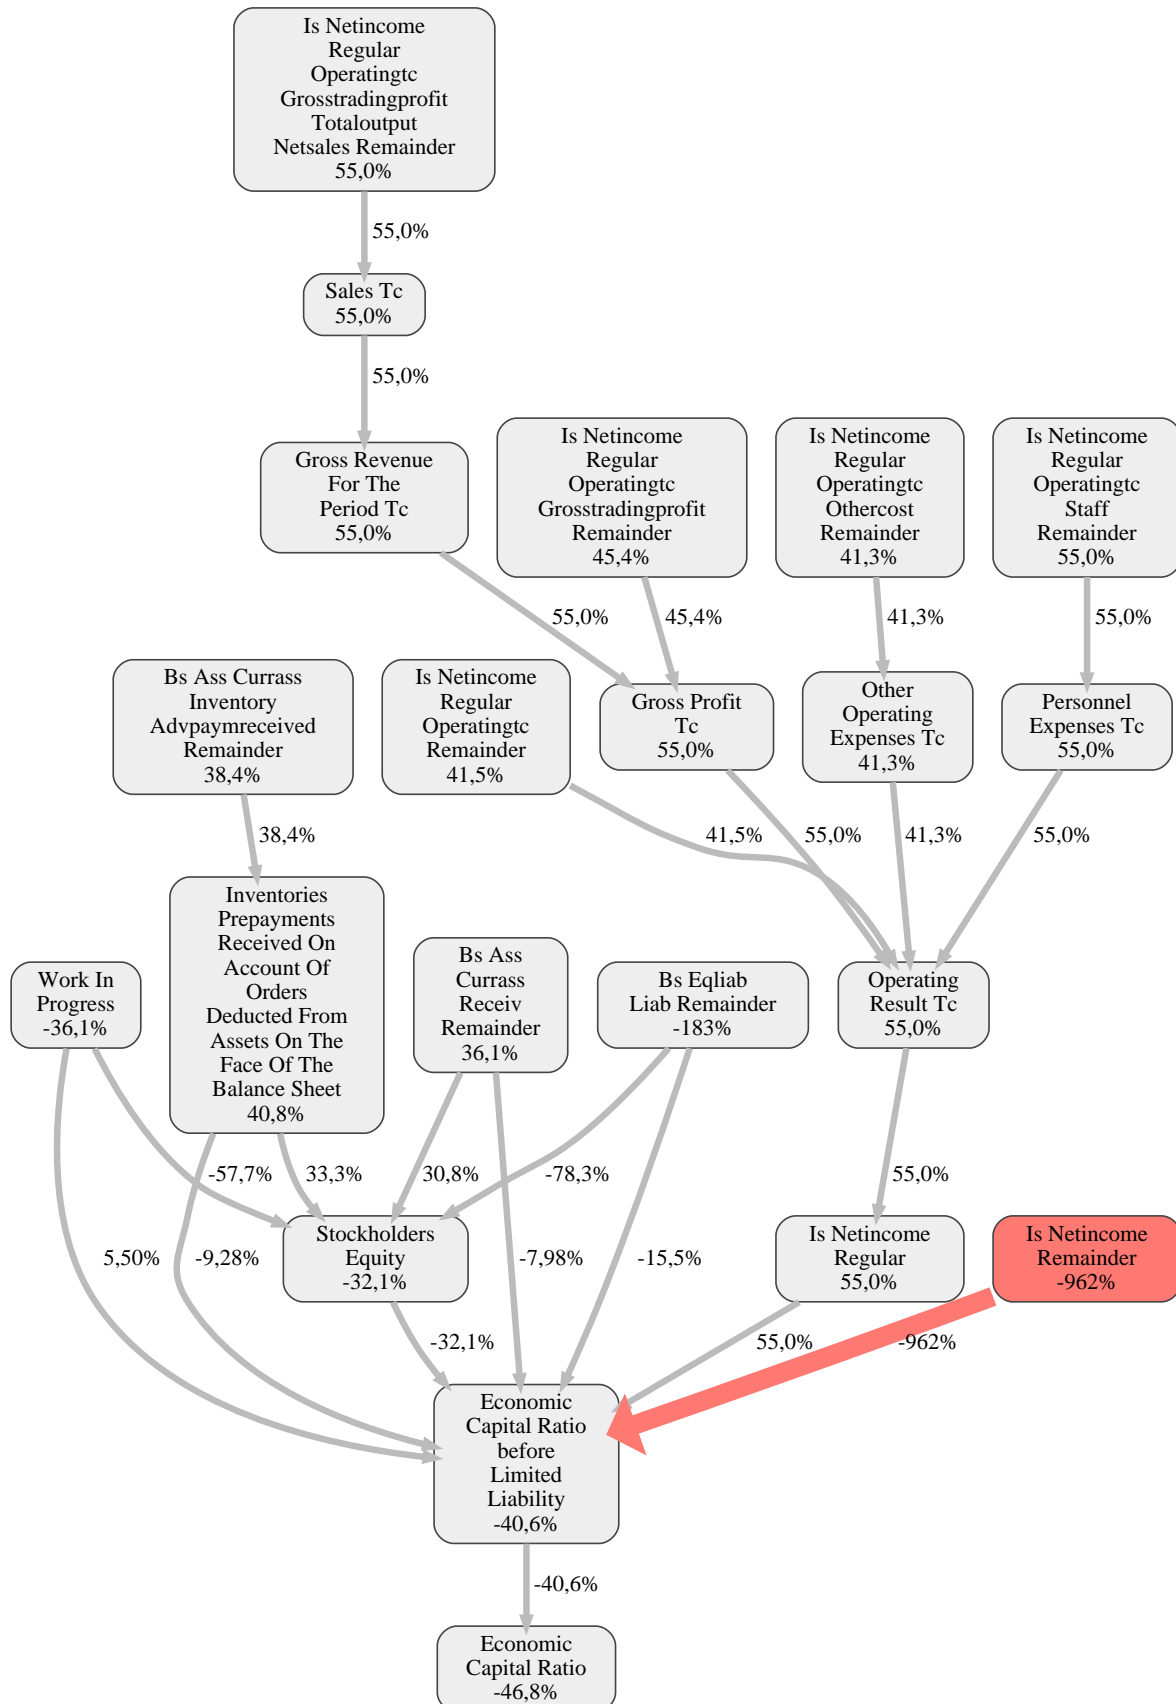 Is Netincome
Regular
Operatingtc
Grosstradingprofit
Totaloutput
Netsales Remainder
55,0%
55,0%
Sales Tc
55,0%
55,0%
Gross Revenue
For The
Period Tc
55,0%
Is Netincome
Regular
Operatingtc
Grosstradingprofit
Remainder
45,4%
Is Netincome
Regular
Operatingtc
Othercost
Remainder
41,3%
Is Netincome
Regular
Operatingtc
Staff
Remainder
55,0%
55,0%
45,4%
41,3%
55,0%
Bs Ass Currass
Inventory
Advpaymreceived
Remainder
38,4%
Is Netincome
Regular
Operatingtc
Remainder
41,5%
Gross Profit
Tc
55,0%
Other
Operating
Expenses Tc
41,3%
Personnel
Expenses Tc
55,0%
38,4%
41,5%
55,0%
41,3%
55,0%
Work In
Progress
-36,1%
Inventories
Prepayments
Received On
Account Of
Orders
Deducted From
Assets On The
Face Of The
Balance Sheet
40,8%
Bs Ass
Currass
Receiv
Remainder
36,1%
Bs Eqliab
Liab Remainder
-183%
Operating
Result Tc
55,0%
-57,7%
33,3%
30,8%
-78,3%
55,0%
5,50%
-9,28%
Stockholders
Equity
-32,1%
-7,98%
-15,5%
Is Netincome
Regular
55,0%
Is Netincome
Remainder
-962%
-32,1%
55,0%
-962%
Economic
Capital Ratio
before
Limited
Liability
-40,6%
-40,6%
Economic
Capital Ratio
-46,8%